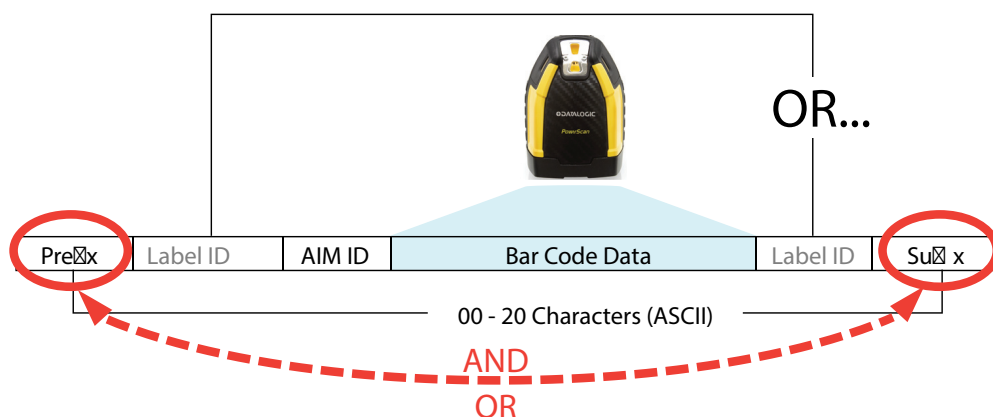 OR...
DATALOGIC
PowerScan
Pre☒x Label ID AIM ID Bar Code Data Label ID Su☒ x
00 - 20 Characters (ASCII)
AND
OR